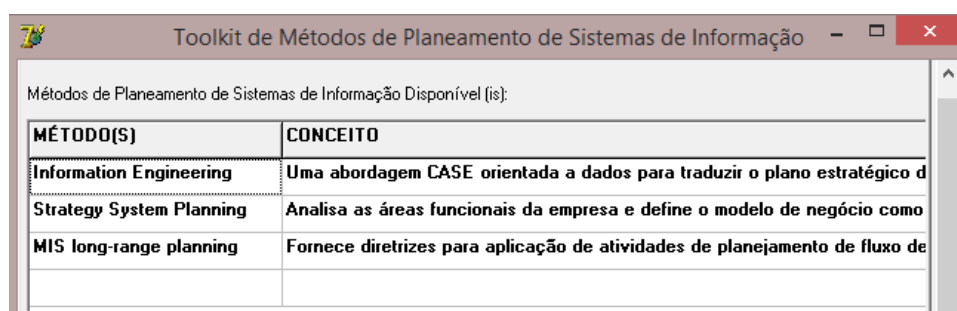 Toolkit de Métodos de Planeamento de Sistemas de Informação
Métodos de Planeamento de Sistemas de Informação Disponível (is):
MÉTODO(S) CONCEITO
Information Engineering Uma abordagem CASE orientada a dados para traduzir o plano estratégico d
Strategy System Planning Analisa as áreas funcionais da empresa e define o modelo de negócio como
MIS long-range planning Fornece diretrizes para aplicação de atividades de planejamento de fluxo de